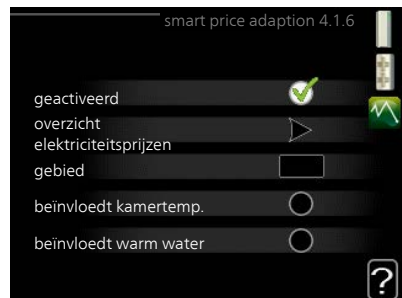 smart price adaption 4.1.6
geactiveerd
overzicht
elektriciteitsprijzen
gebied
beïnvloedt kamertemp.
beïnvloedt warm water
?